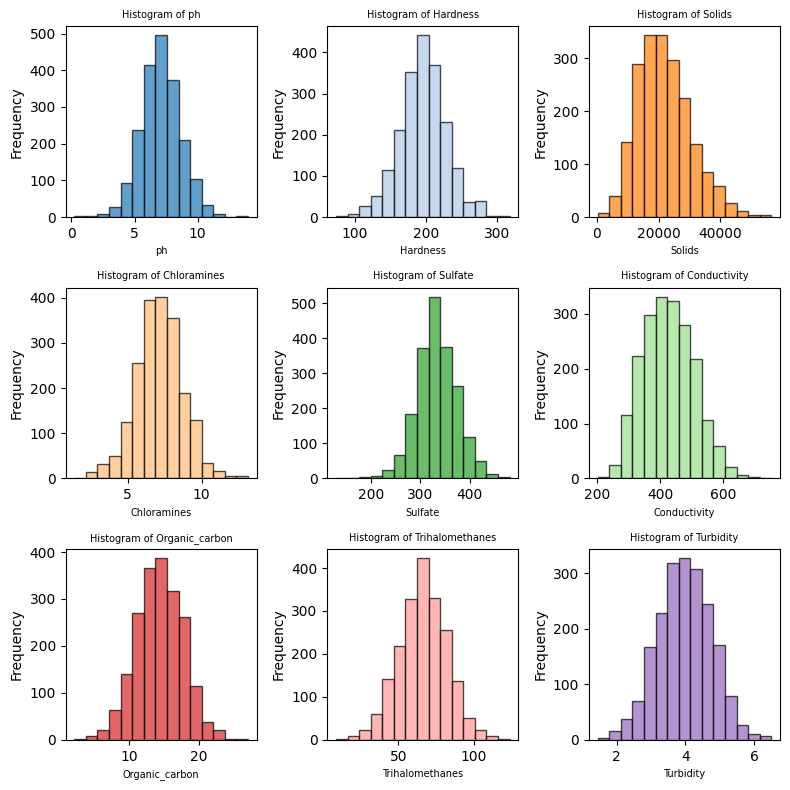 Histogram of ph
Frequency
500
400
300
200
100
0
0 5 10
ph
Histogram of Hardness
Frequency
400
300
200
100
0
100 200 300
Hardness
Histogram of Solids
Frequency
300
200
100
0
0 20000 40000
Solids
Histogram of Chloramines
Frequency
400
300
200
100
0
5 10
Chloramines
Histogram of Sulfate
Frequency
500
400
300
200
100
0
200 300 400
Sulfate
Histogram of Conductivity
Frequency
300
200
100
0
200 400 600
Conductivity
Histogram of Organic_carbon
Frequency
400
300
200
100
0
10 20
Organic_carbon
Histogram of Trihalomethanes
Frequency
400
300
200
100
0
50 100
Trihalomethanes
Histogram of Turbidity
Frequency
300
200
100
0
2 4 6
Turbidity